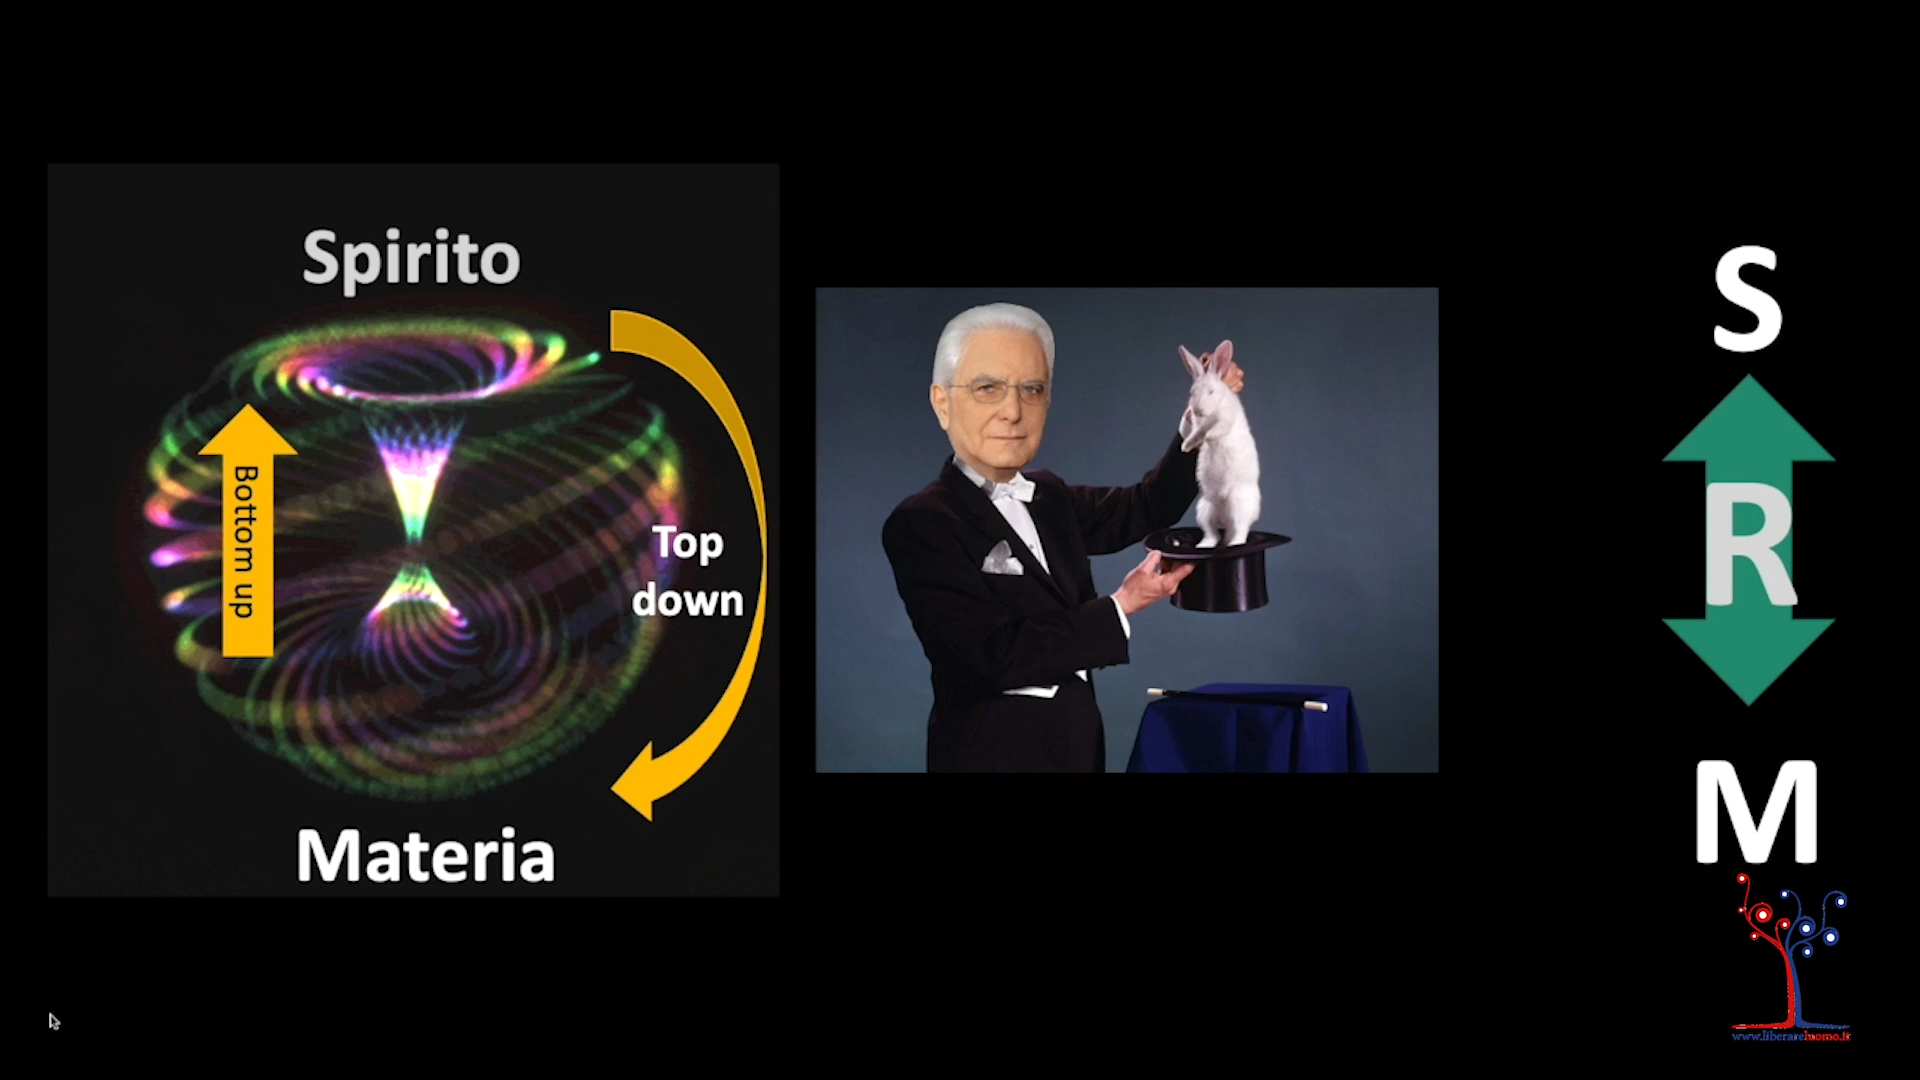 Spirito
Bottom up
Top
down
Materia
S
R
M
www.liberareluomo.it